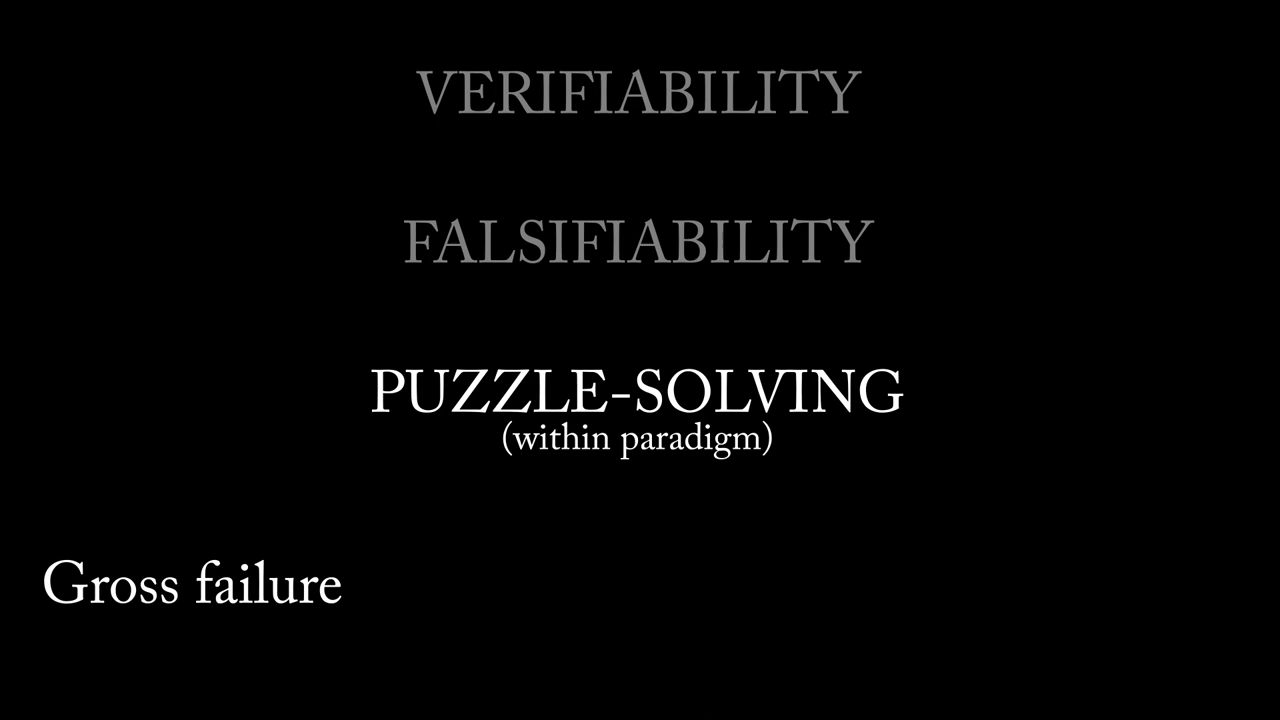 VERIFIABILITY
FALSIFIABILITY
PUZZLE-SOLVING
(within paradigm)
Gross failure